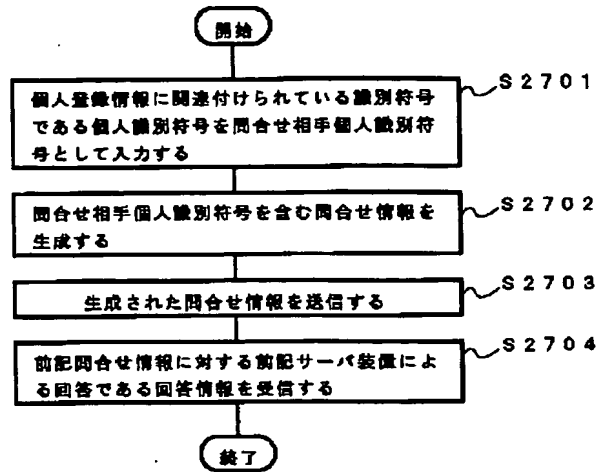 開始
個人登録情報に関連付けられている識別符号
である個人識別符号を問合せ相手個人識別符
号として入力する
S2701
問合せ相手個人識別符号を含む問合せ情報を
生成する
S2702
生成された問合せ情報を送信する
S2703
前記問合せ情報に対する前記サーバ装置によ
る回答である回答情報を受信する
S2704
終了